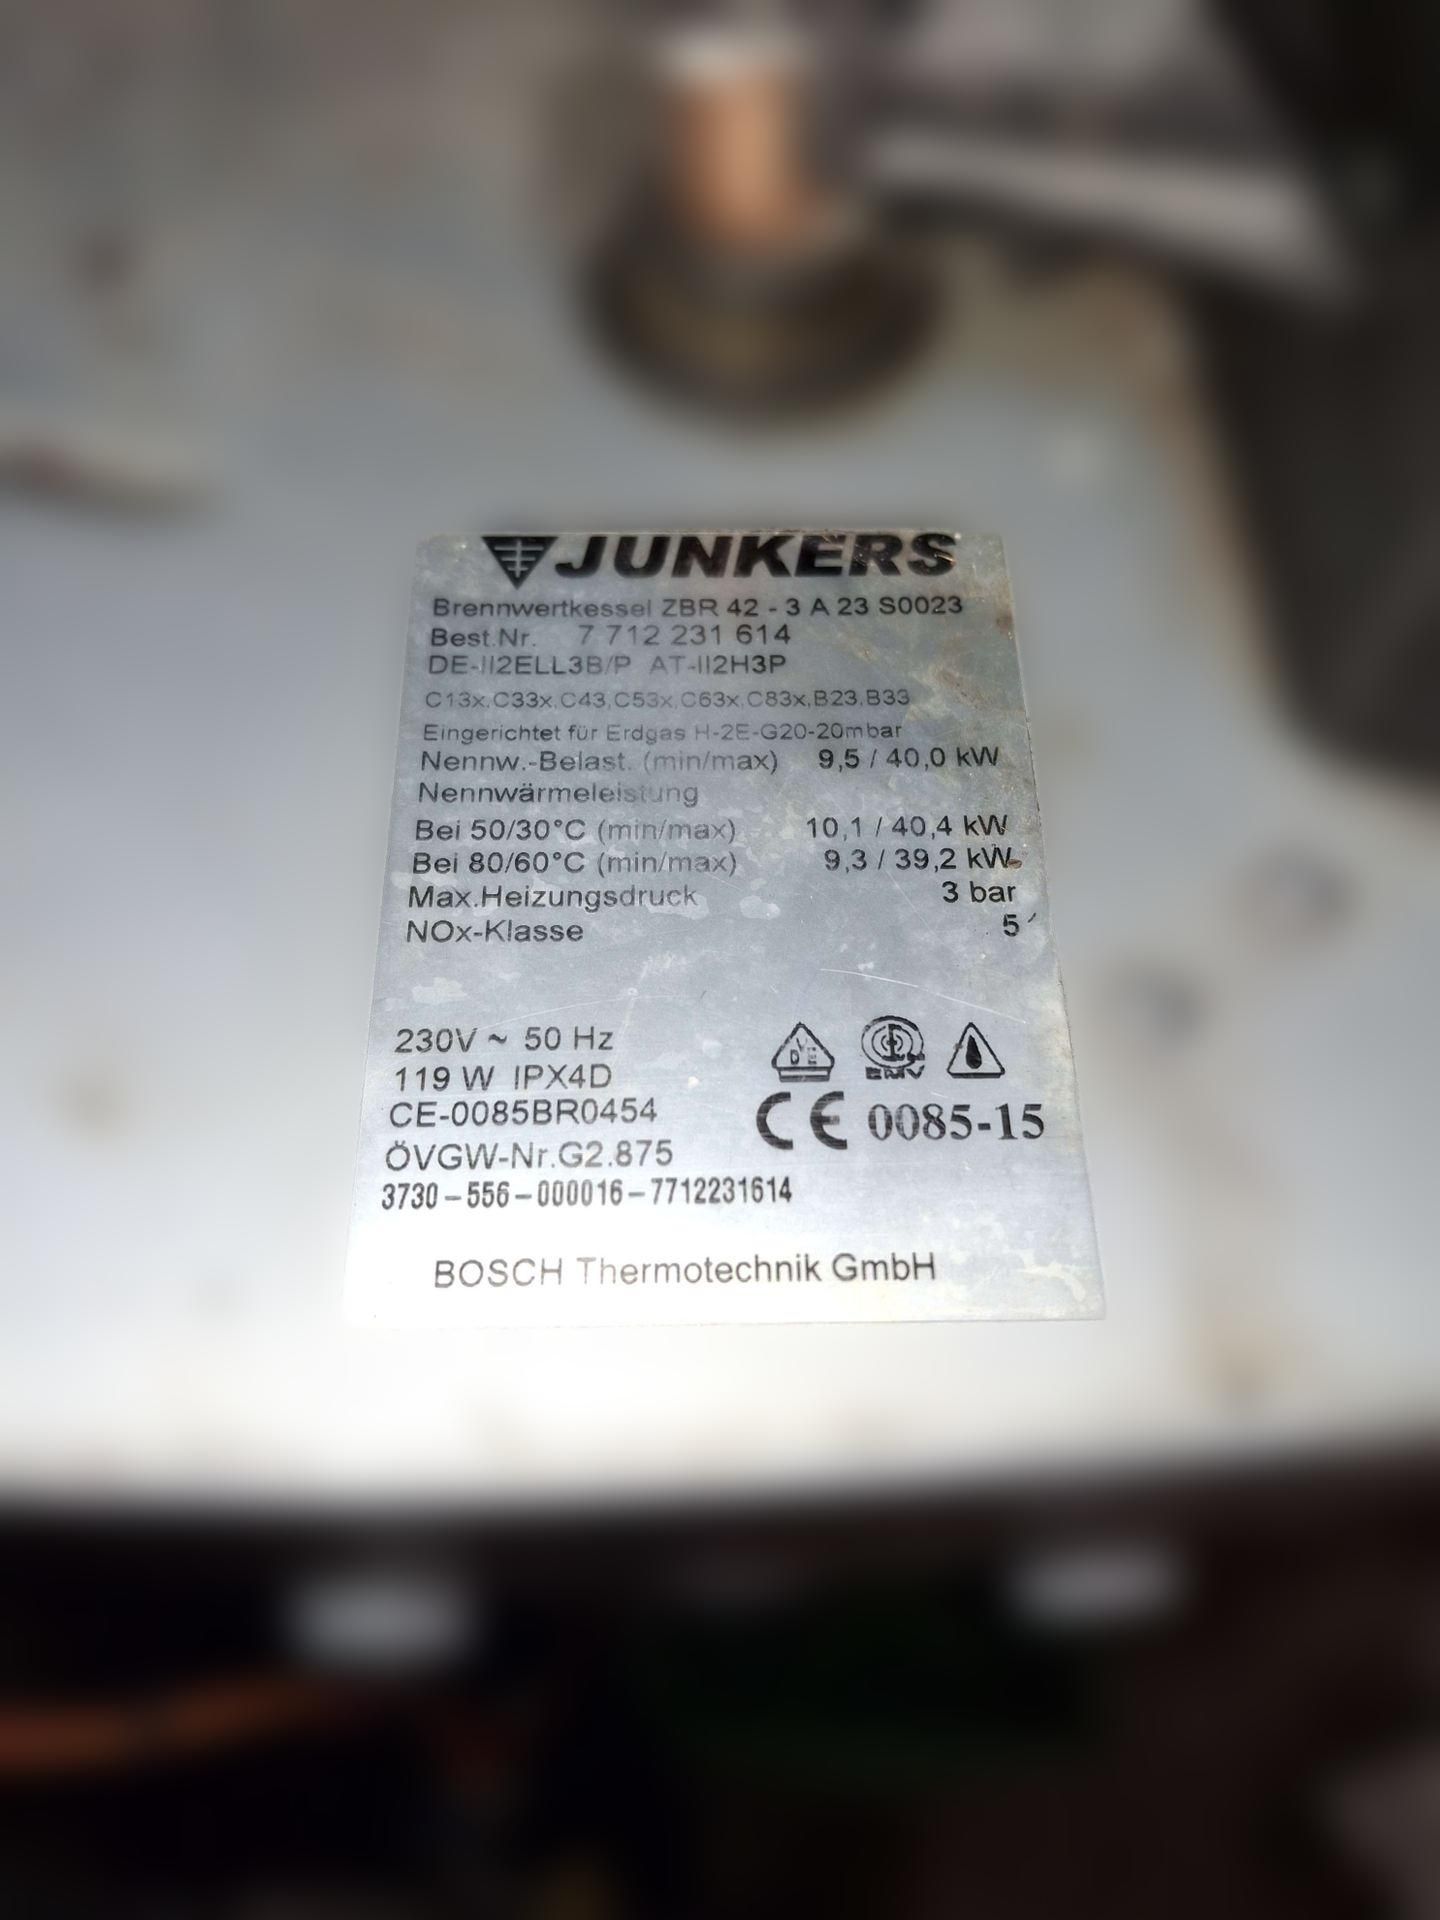 JUNKERS
Brennwertkessel ZBR 42 - 3 A 23 S0023
Best.Nr. 7 712 231 614
DE-II2ELL3B/P AT-II2H3P
C13x,C33x,C43,C53x,C63x,C83x,B23,B33
Eingerichtet für Erdgas H-2E-G20-20mbar
Nennw.-Belast. (min/max) 9,5 / 40,0 kW
Nennwärmeleistung
Bei 50/30°C (min/max) 10,1 / 40,4 kW
Bei 80/60°C (min/max) 9,3 / 39,2 kW
Max.Heizungsdruck 3 bar
NOx-Klasse 5
230V ~ 50 Hz
119 W IPX4D
DVE
EMV
CE-0085BR0454
CE 0085-15
ÖVGW-Nr.G2.875
3730-556-000016-7712231614
BOSCH Thermotechnik GmbH